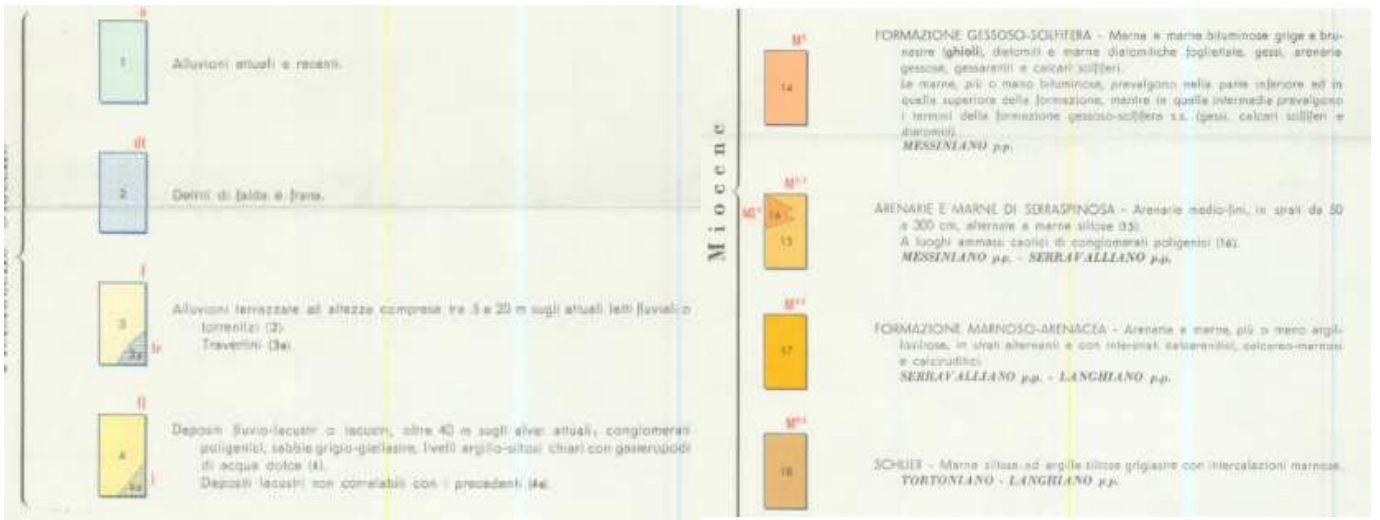 a
1
Alluvioni attuali e recenti.
dt
2
Detriti di falda e frana.
f
3
3a
tr
Alluvioni terrazzate ad altezze comprese tra 5 e 20 m sugli attuali letti fluviali o
torrentizi (3).
Travertini (3a).
fl
4
4a
l
Depositi fluvio-lacustri o lacustri, oltre 40 m sugli alvei attuali, conglomerati
poligenici, sabbie grigio-giallastre, livelli argillo-siltosi chiari con gasteropodi
di acqua dolce (4).
Depositi lacustri non correlabili con i precedenti (4a).
Miocene
14
FORMAZIONE GESSOSO-SOLFIFERA - Marne e marne bituminose grige e bru-
nastre (ghioli), diatomiti e marne diatomitiche fogliettate, gessi, arenarie
gessose, gessareniti e calcari solfiferi.
Le marne, più o meno bituminose, prevalgono nella parte inferiore ed in
quella superiore della formazione, mentre in quella intermedia prevalgono
i termini della formazione gessoso-solfifera s.s. (gessi, calcari solfiferi e
diatomiti).
MESSINIANO p.p.
16
15
ARENARIE E MARNE DI SERRASPINOSA - Arenarie medio-fini, in strati da 50
a 300 cm, alternate a marne siltose (15).
A luoghi ammassi caotici di conglomerati poligenici (16).
MESSINIANO p.p. - SERRAVALLIANO p.p.
17
FORMAZIONE MARNOSO-ARENACEA - Arenarie e marne, più o meno argil-
loso-siltose, in strati alternanti e con interstrati calcarenitici, calcareo-marnosi
e calciruditici.
SERRAVALLIANO p.p. - LANGHIANO p.p.
18
SCHLIER - Marne siltose ed argille siltose grigiastre con intercalazioni marnose.
TORTONIANO - LANGHIANO p.p.